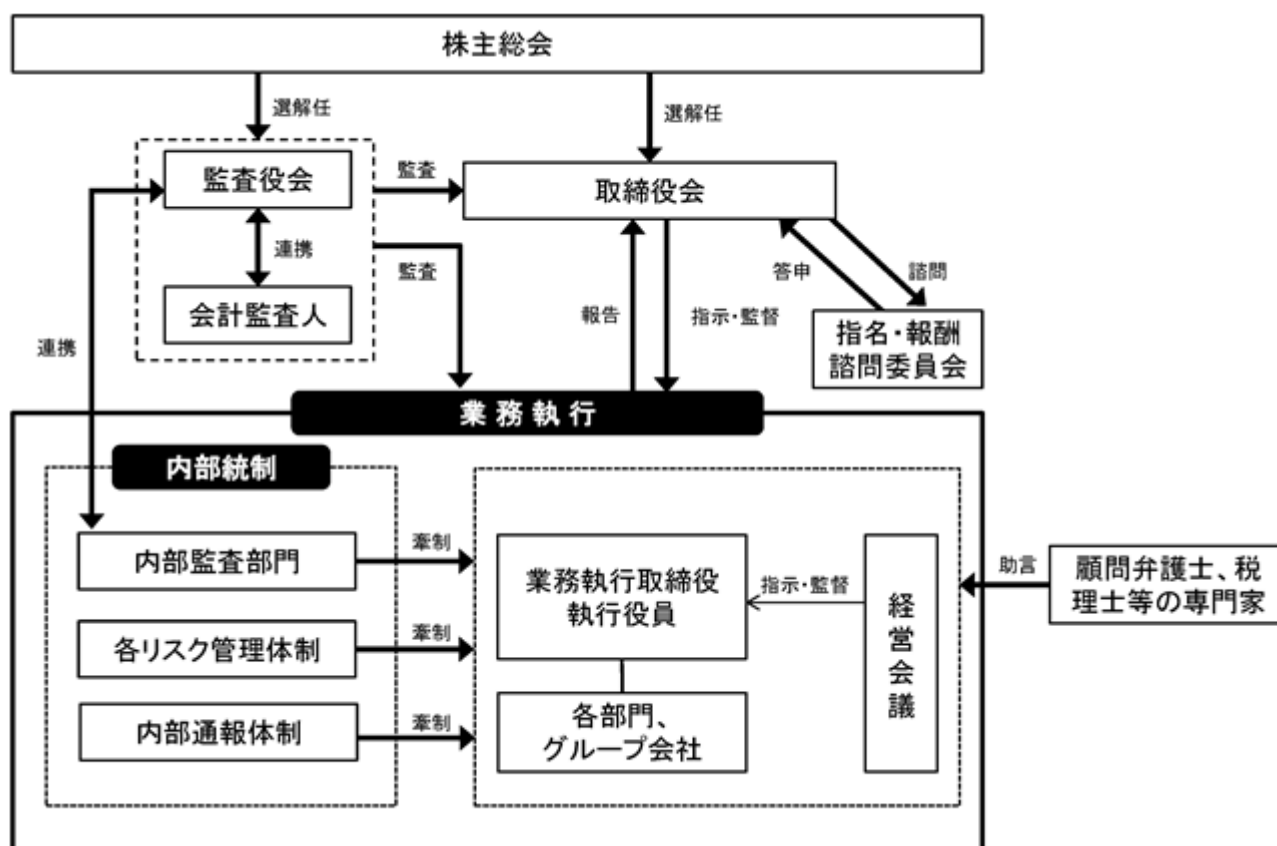 株主総会
選解任
選解任
監査役会
監査
取締役会
連携
監査
答申
諮問
会計監査人
報告
指示・監督
指名・報酬
諮問委員会
連携
業務執行
内部統制
内部監査部門
牽制
業務執行取締役
執行役員
指示・監督
経営会議
助言
顧問弁護士、税
理士等の専門家
各リスク管理体制
牽制
内部通報体制
牽制
各部門、
グループ会社